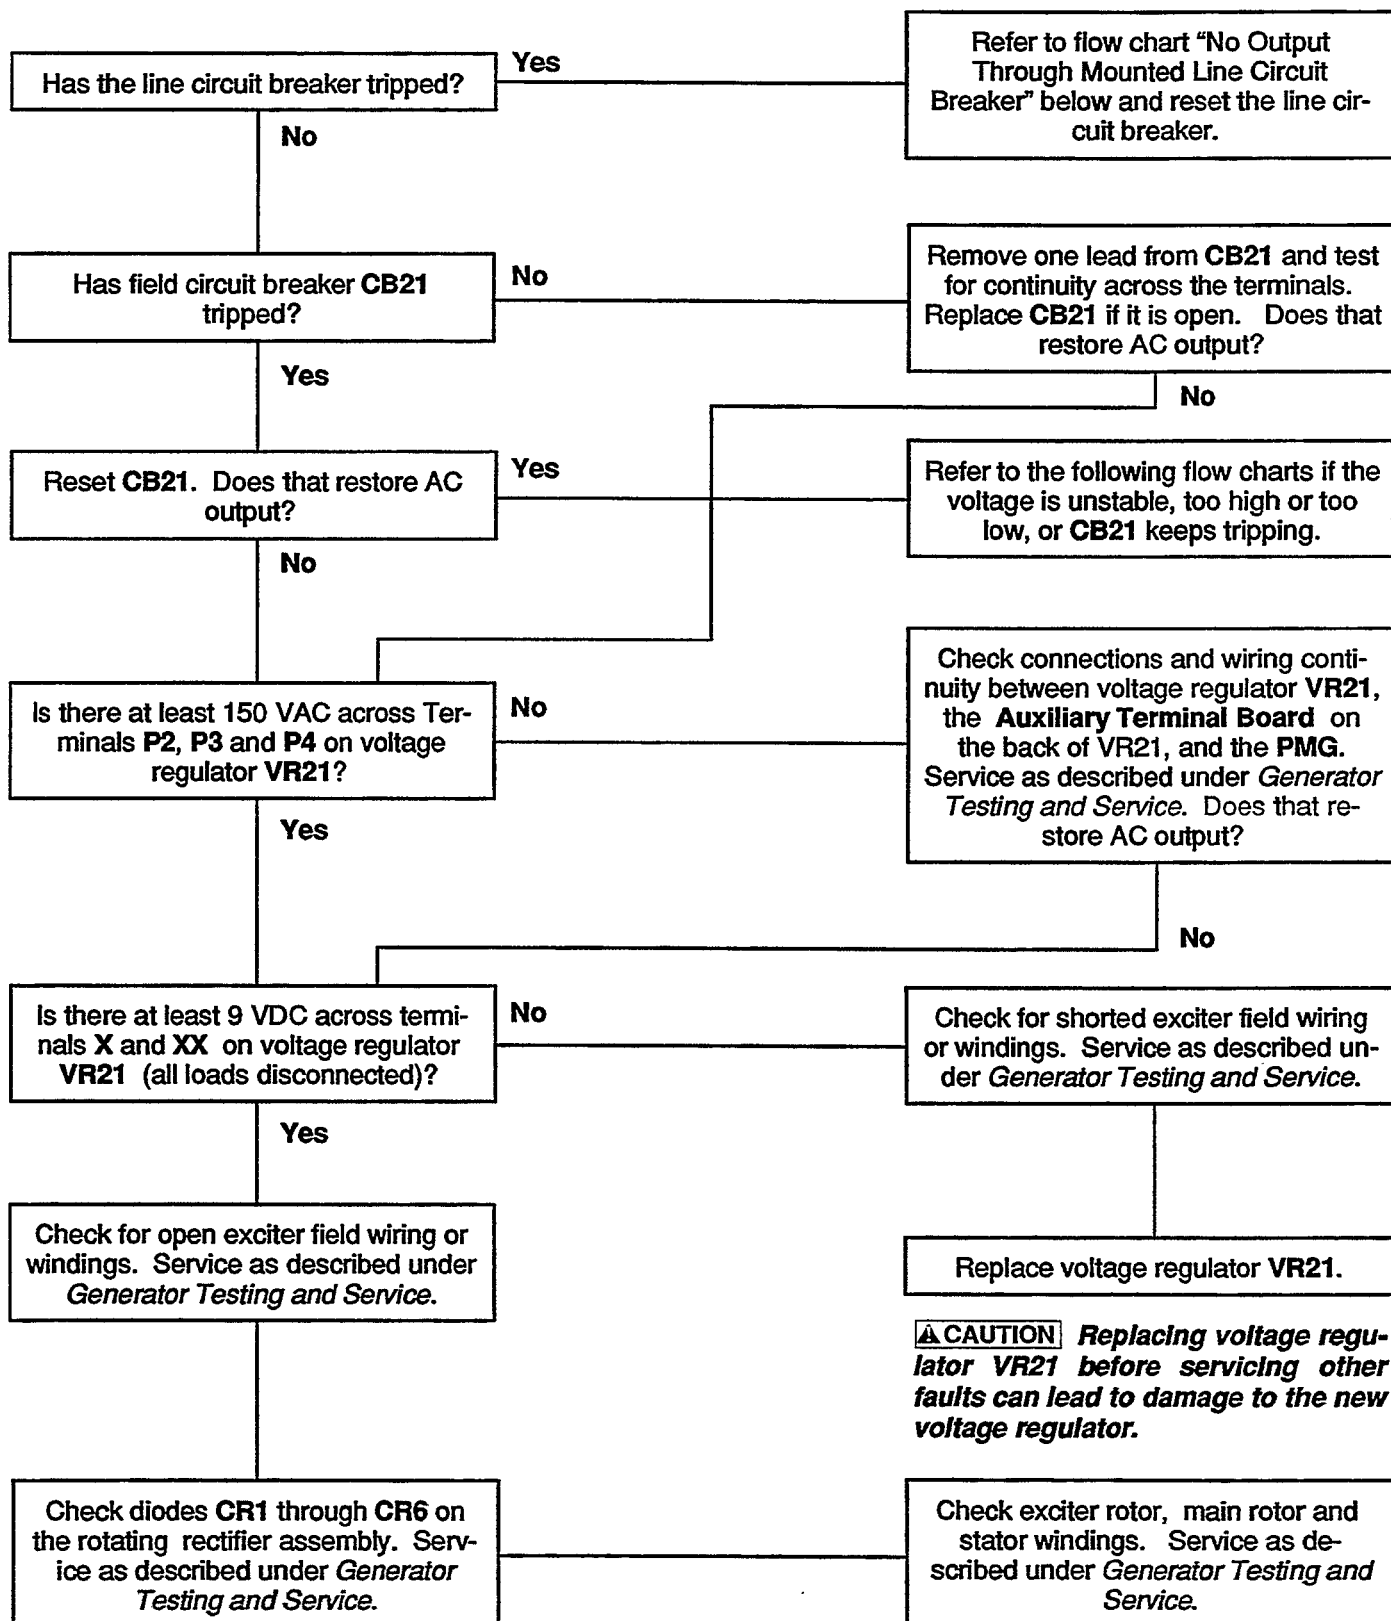 Has the line circuit breaker tripped?
Yes
Refer to flow chart “No Output
Through Mounted Line Circuit
Breaker” below and reset the line cir-
cuit breaker.
No
Has field circuit breaker CB21
tripped?
No
Remove one lead from CB21 and test
for continuity across the terminals.
Replace CB21 if it is open. Does that
restore AC output?
Yes
No
Reset CB21. Does that restore AC
output?
Yes
Refer to the following flow charts if the
voltage is unstable, too high or too
low, or CB21 keeps tripping.
No
Is there at least 150 VAC across Ter-
minals P2, P3 and P4 on voltage
regulator VR21?
No
Check connections and wiring conti-
nuity between voltage regulator VR21,
the Auxiliary Terminal Board on
the back of VR21, and the PMG.
Service as described under Generator
Testing and Service. Does that re-
store AC output?
Yes
No
Is there at least 9 VDC across termi-
nals X and XX on voltage regulator
VR21 (all loads disconnected)?
No
Check for shorted exciter field wiring
or windings. Service as described un-
der Generator Testing and Service.
Yes
Check for open exciter field wiring or
windings. Service as described under
Generator Testing and Service.
Replace voltage regulator VR21.
⚠CAUTION Replacing voltage regu-
lator VR21 before servicing other
faults can lead to damage to the new
voltage regulator.
Check diodes CR1 through CR6 on
the rotating rectifier assembly. Serv-
ice as described under Generator
Testing and Service.
Check exciter rotor, main rotor and
stator windings. Service as de-
scribed under Generator Testing and
Service.